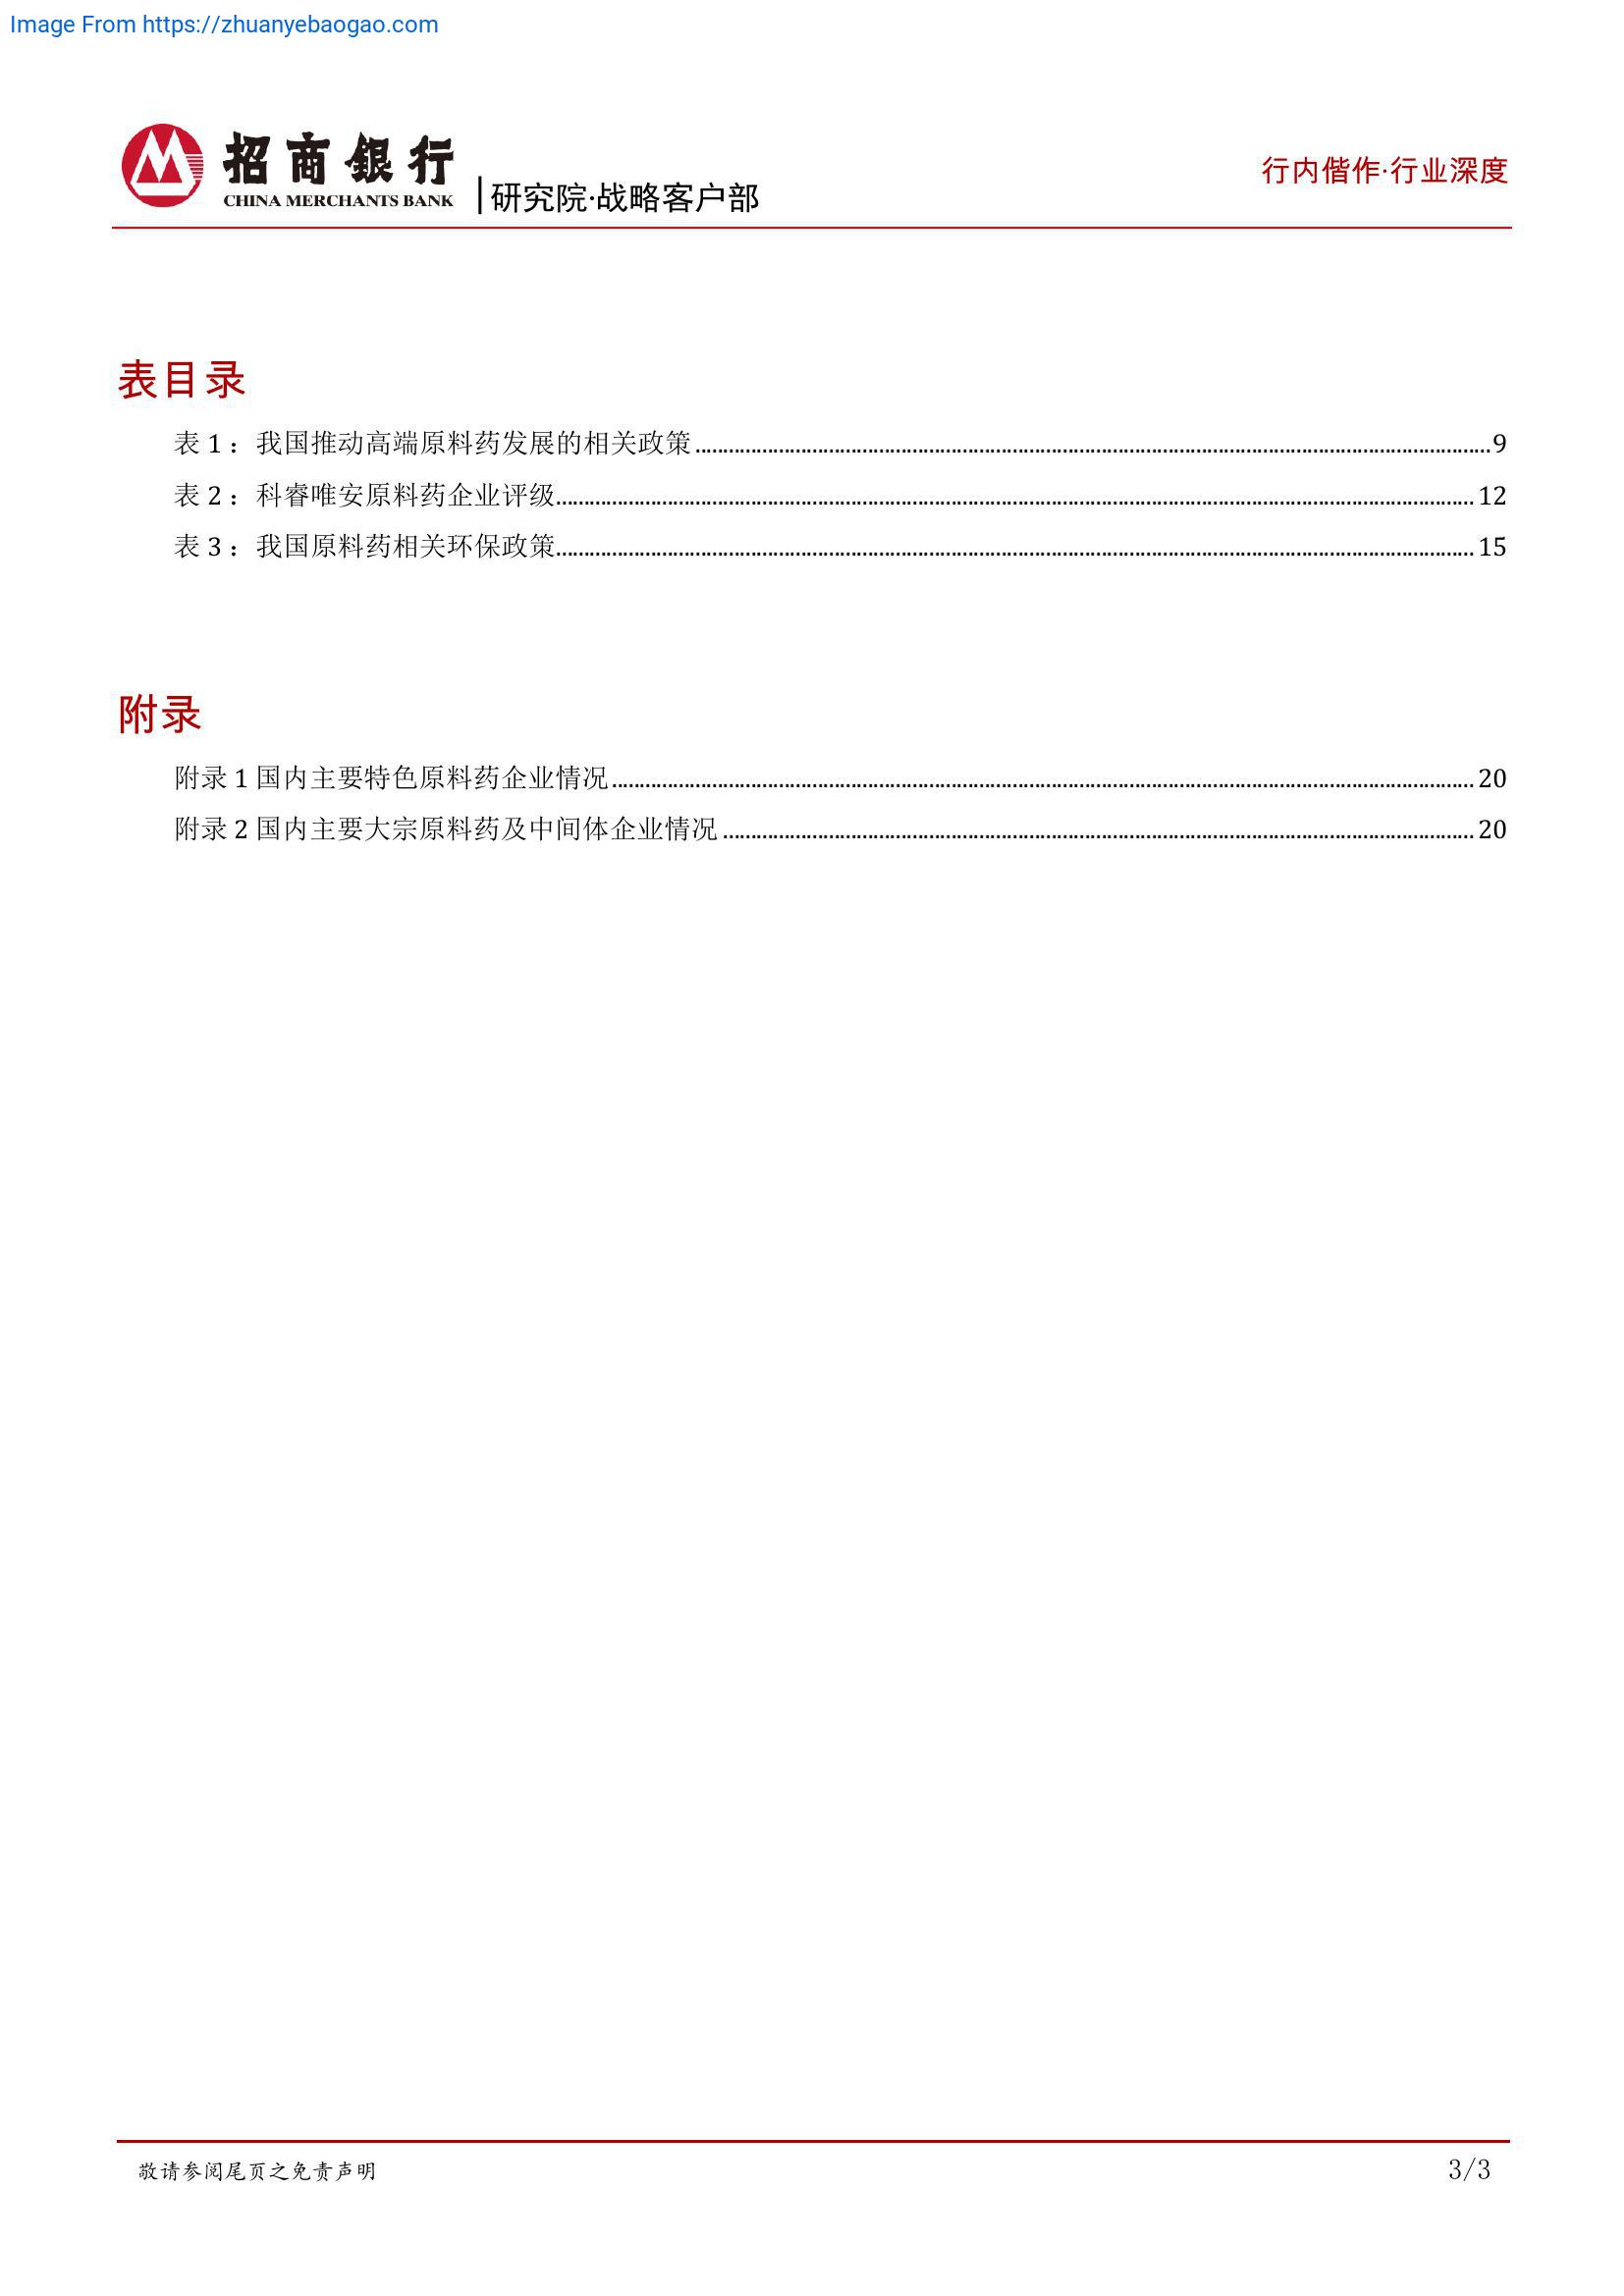 Image From https://zhuanyebaogao.com
招商銀行
CHINA MERCHANTS BANK
研究院·战略客户部
行内偕作·行业深度
表目录
表 1： 我国推动高端原料药发展的相关政策 9
表 2： 科睿唯安原料药企业评级 12
表 3： 我国原料药相关环保政策 15
附录
附录 1 国内主要特色原料药企业情况 20
附录 2 国内主要大宗原料药及中间体企业情况 20
敬请参阅尾页之免责声明
3/3